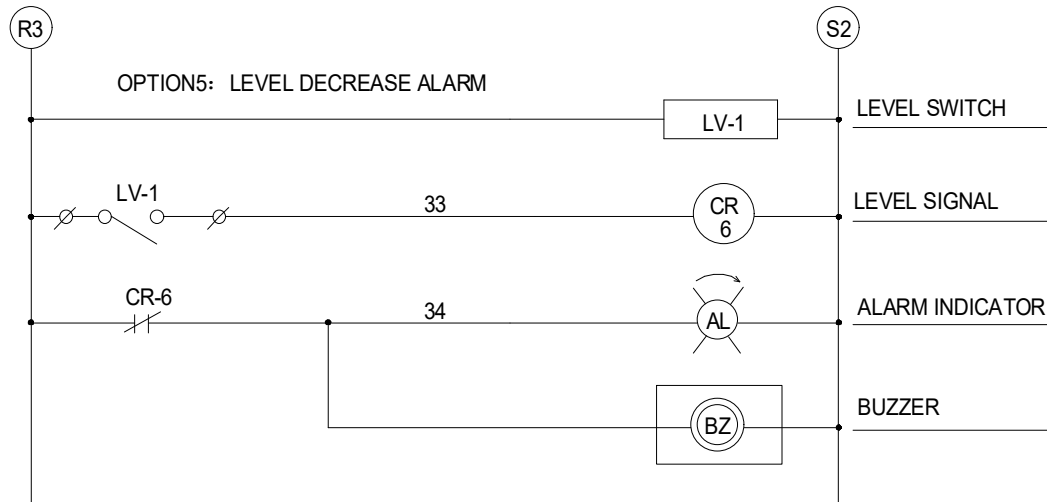 R3
S2
OPTION5: LEVEL DECREASE ALARM
LV-1
LEVEL SWITCH
LV-1
33
CR
6
LEVEL SIGNAL
CR-6
34
AL
ALARM INDICATOR
BZ
BUZZER